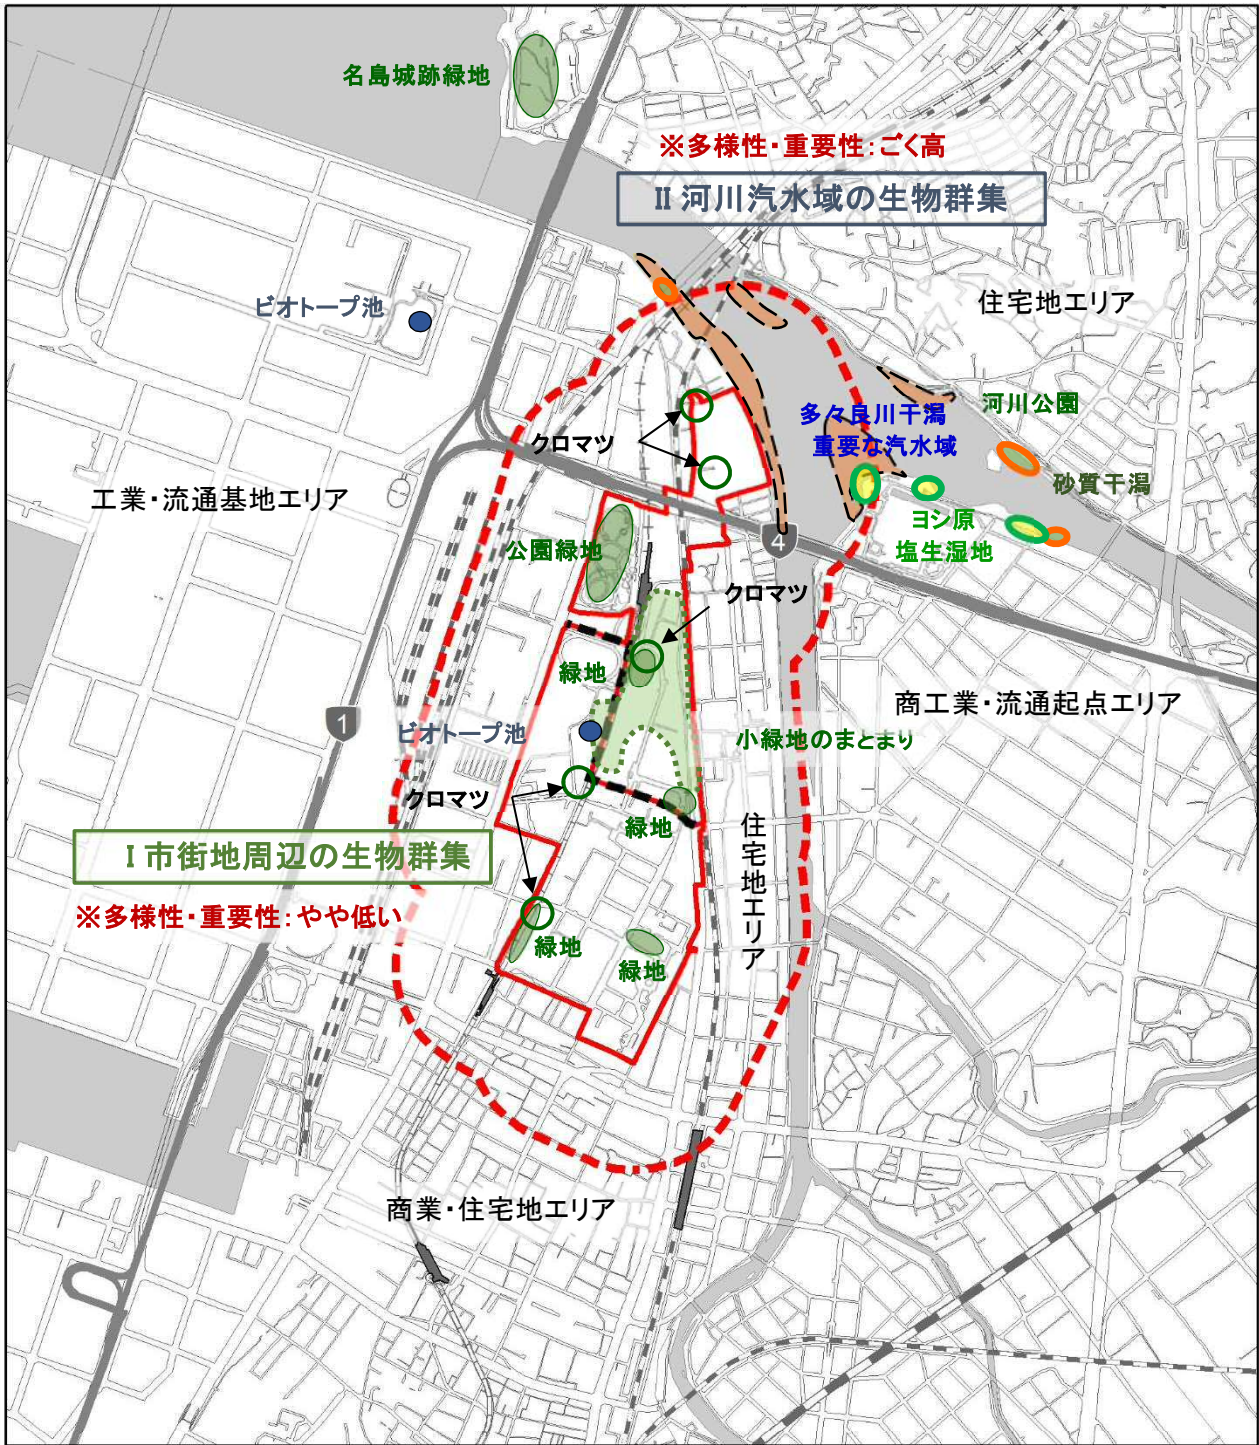 名島城跡緑地
※多様性・重要性:ごく高
Ⅱ 河川汽水域の生物群集
住宅地エリア
ビオトープ池
河川公園
多々良川干潟
重要な汽水域
クロマツ
工業・流通基地エリア
砂質干潟
ヨシ原
塩生湿地
4
公園緑地
クロマツ
緑地
商工業・流通起点エリア
1
ビオトープ池
小緑地のまとまり
クロマツ
緑地
住宅地エリア
Ⅰ 市街地周辺の生物群集
※多様性・重要性:やや低い
緑地
緑地
商業・住宅地エリア